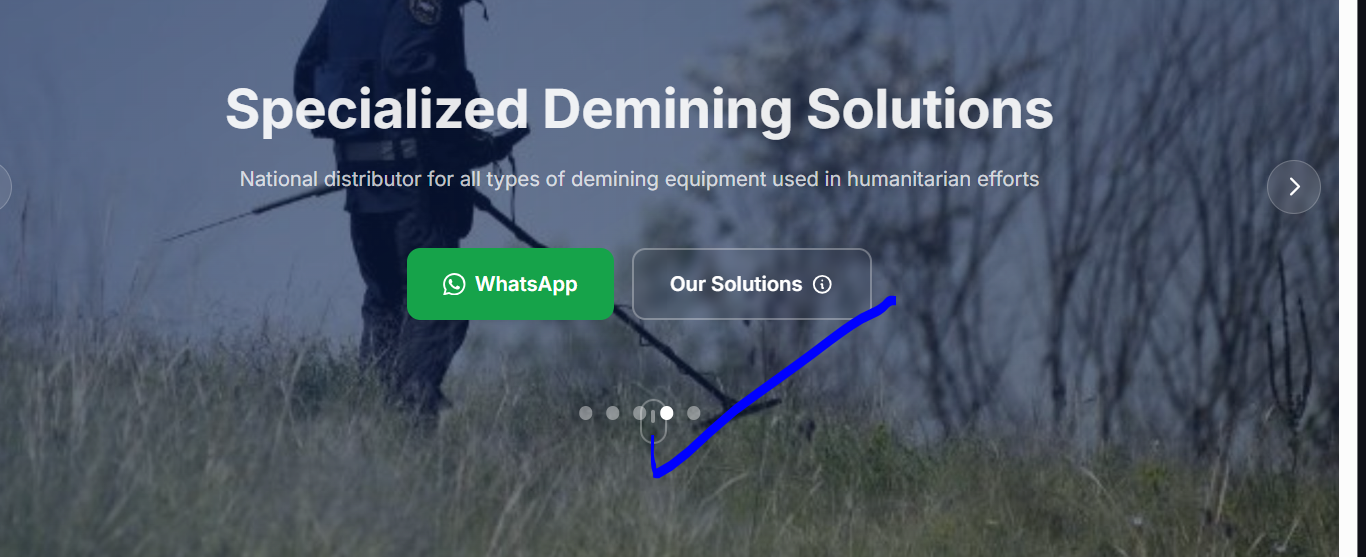 Specialized Demining Solutions
National distributor for all types of demining equipment used in humanitarian efforts
WhatsApp
Our Solutions